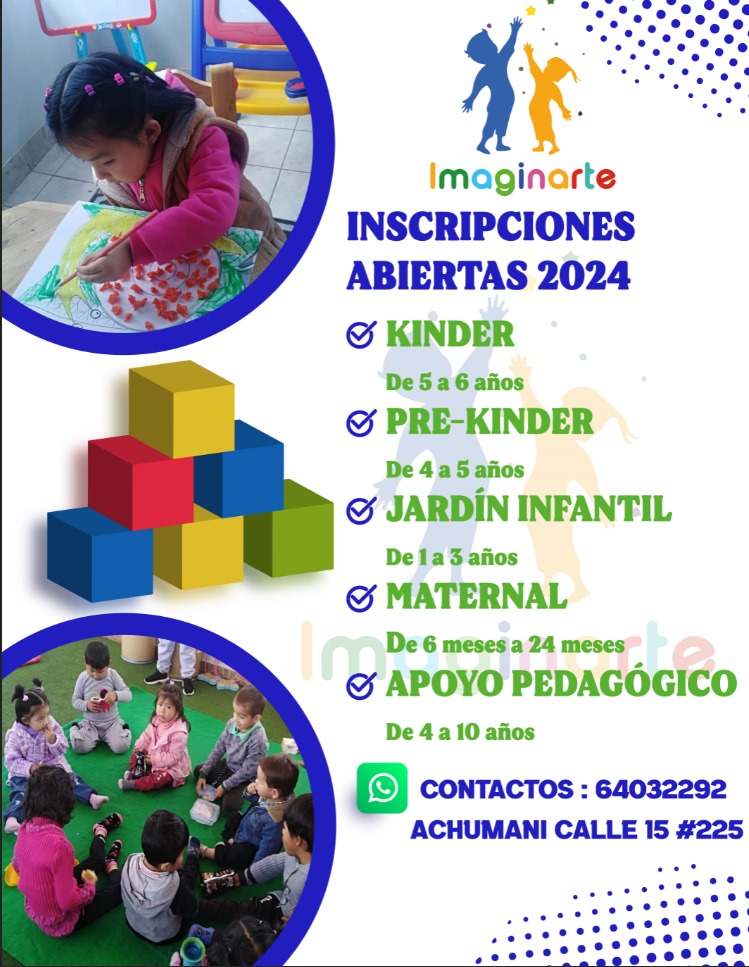 Imaginarte
INSCRIPCIONES
ABIERTAS 2024
KINDER
De 5 a 6 años
PRE-KINDER
De 4 a 5 años
JARDÍN INFANTIL
De 1 a 3 años
MATERNAL
De 6 meses a 24 meses
Imaginarte
APOYO PEDAGÓGICO
De 4 a 10 años
CONTACTOS : 64032292
ACHUMANI CALLE 15 #225